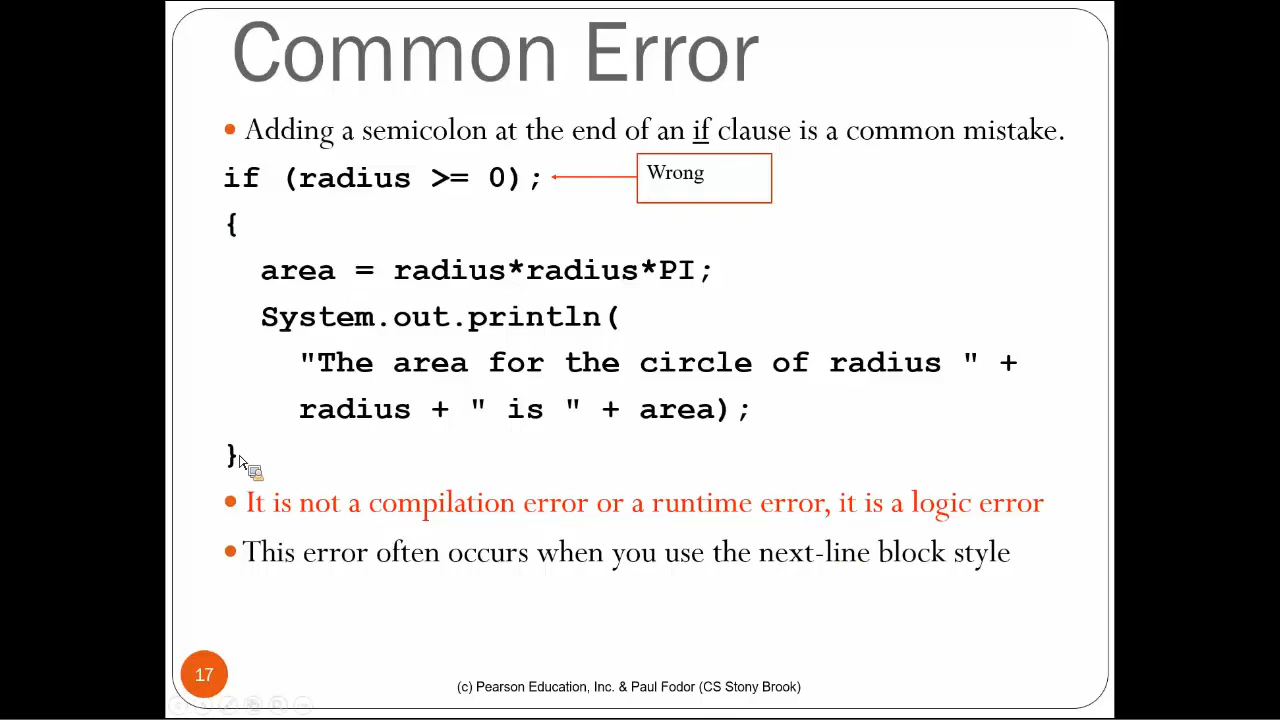 Common Error
• Adding a semicolon at the end of an if clause is a common mistake.
if (radius >= 0);
Wrong
{
area = radius*radius*PI;
System.out.println(
"The area for the circle of radius " +
radius + " is " + area);
}
• It is not a compilation error or a runtime error, it is a logic error
• This error often occurs when you use the next-line block style
17
(c) Pearson Education, Inc. & Paul Fodor (CS Stony Brook)